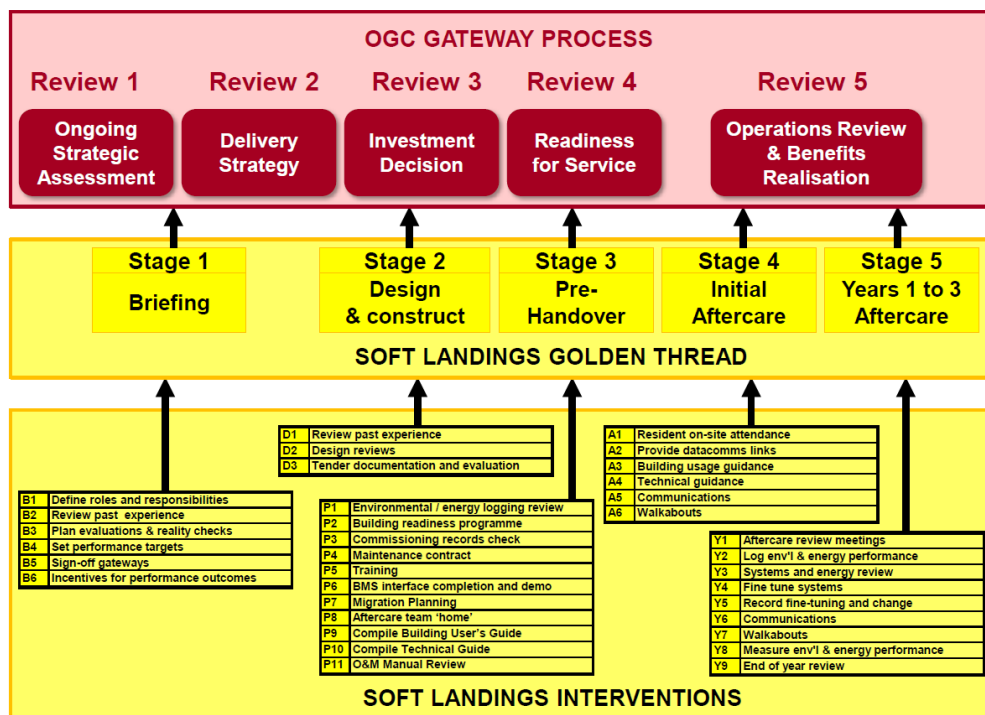 OGC GATEWAY PROCESS
Review 1
Review 2
Review 3
Review 4
Review 5
Ongoing
Strategic
Assessment
Delivery
Strategy
Investment
Decision
Readiness
for Service
Operations Review
& Benefits
Realisation
Stage 1
Briefing
Stage 2
Design
& construct
Stage 3
Pre-
Handover
Stage 4
Initial
Aftercare
Stage 5
Years 1 to 3
Aftercare
SOFT LANDINGS GOLDEN THREAD
B1 Define roles and responsibilities
B2 Review past experience
B3 Plan evaluations & reality checks
B4 Set performance targets
B5 Sign-off gateways
B6 Incentives for performance outcomes
D1 Review past experience
D2 Design reviews
D3 Tender documentation and evaluation
P1 Environmental / energy logging review
P2 Building readiness programme
P3 Commissioning records check
P4 Maintenance contract
P5 Training
P6 BMS interface completion and demo
P7 Migration Planning
P8 Aftercare team ‘home’
P9 Compile Building User’s Guide
P10 Compile Technical Guide
P11 O&M Manual Review
A1 Resident on-site attendance
A2 Provide datacomms links
A3 Building usage guidance
A4 Technical guidance
A5 Communications
A6 Walkabouts
Y1 Aftercare review meetings
Y2 Log env'l & energy performance
Y3 Systems and energy review
Y4 Fine tune systems
Y5 Record fine-tuning and change
Y6 Communications
Y7 Walkabouts
Y8 Measure env'l & energy performance
Y9 End of year review
SOFT LANDINGS INTERVENTIONS